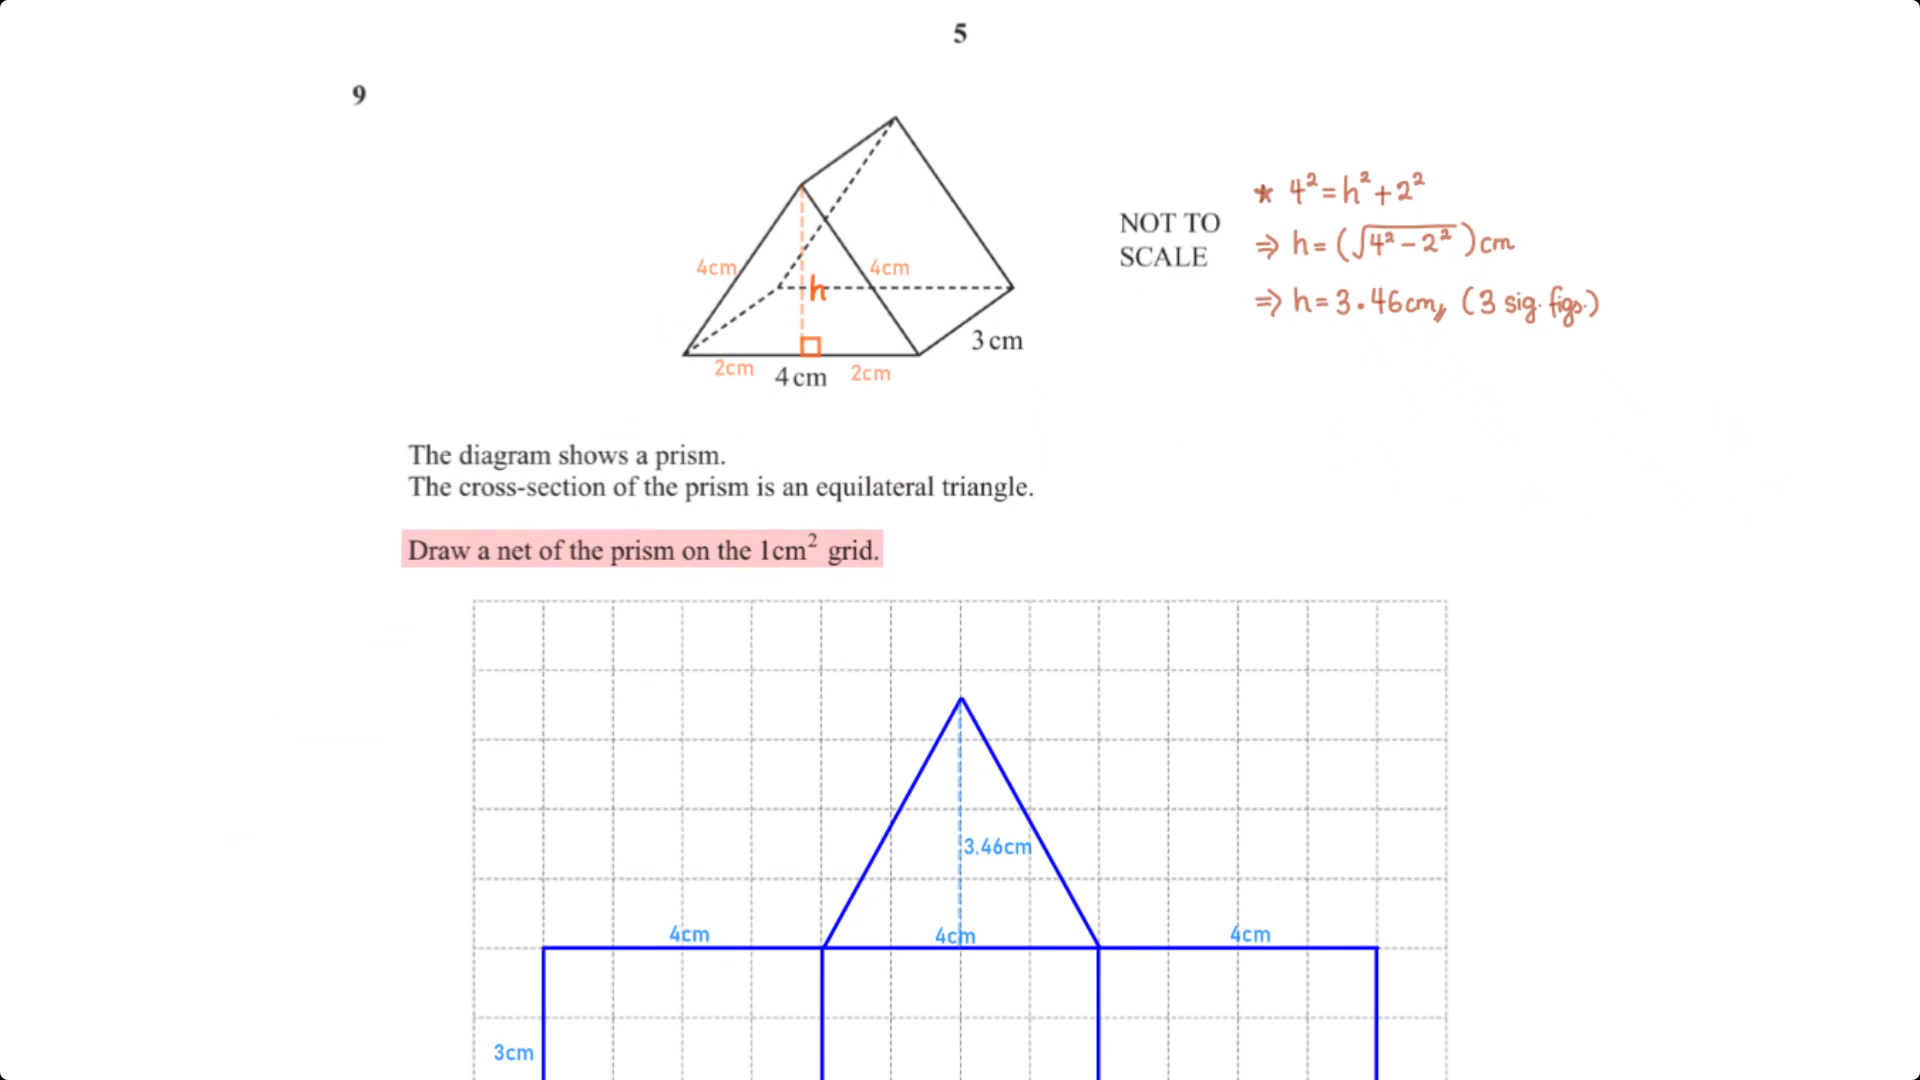 5
9
★ 4² = h² + 2²
NOT TO
SCALE
⇒ h = (√4² − 2²) cm
⇒ h = 3.46cm, (3 sig. figs.)
4cm
4cm
h
3 cm
2cm
4 cm
2cm
The diagram shows a prism.
The cross-section of the prism is an equilateral triangle.
Draw a net of the prism on the 1cm² grid.
3.46cm
4cm
4cm
4cm
3cm